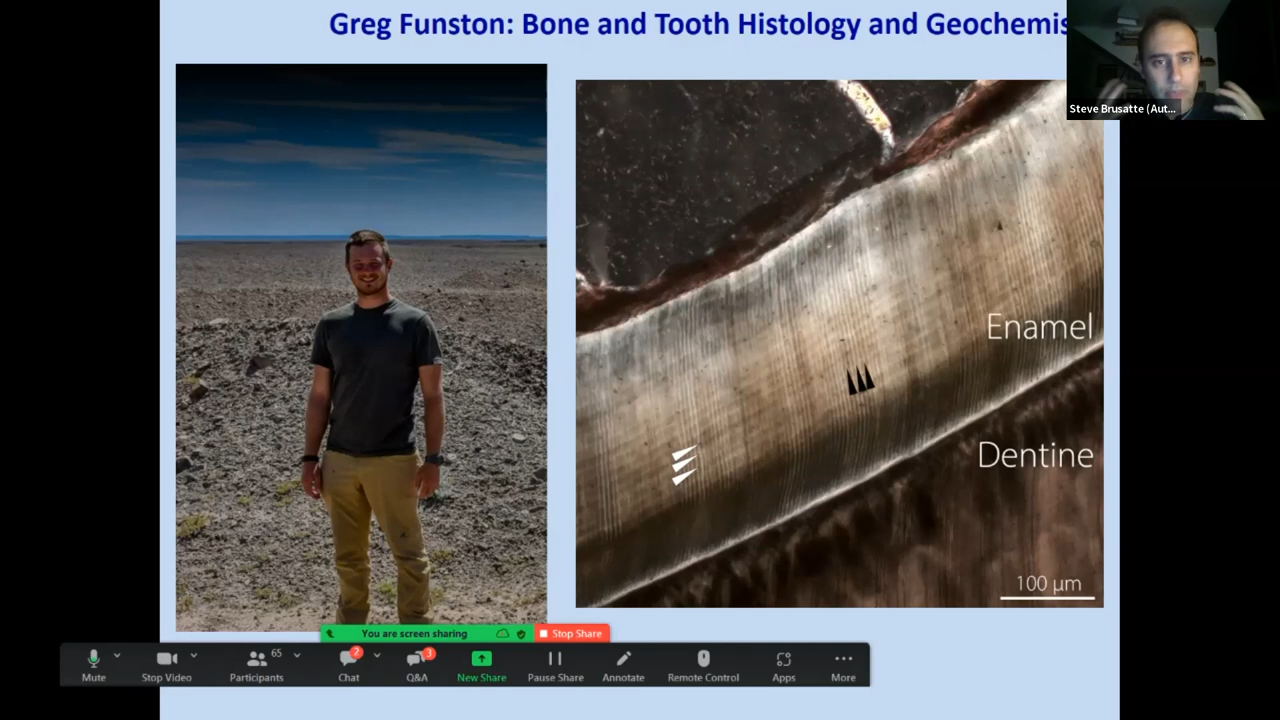 Greg Funston: Bone and Tooth Histology and Geochemis
Steve Brusatte (Aut...
Enamel
Dentine
100 µm
You are screen sharing
Stop Share
65
2
3
Mute
Stop Video
Participants
Chat
Q&A
New Share
Pause Share
Annotate
Remote Control
Apps
More